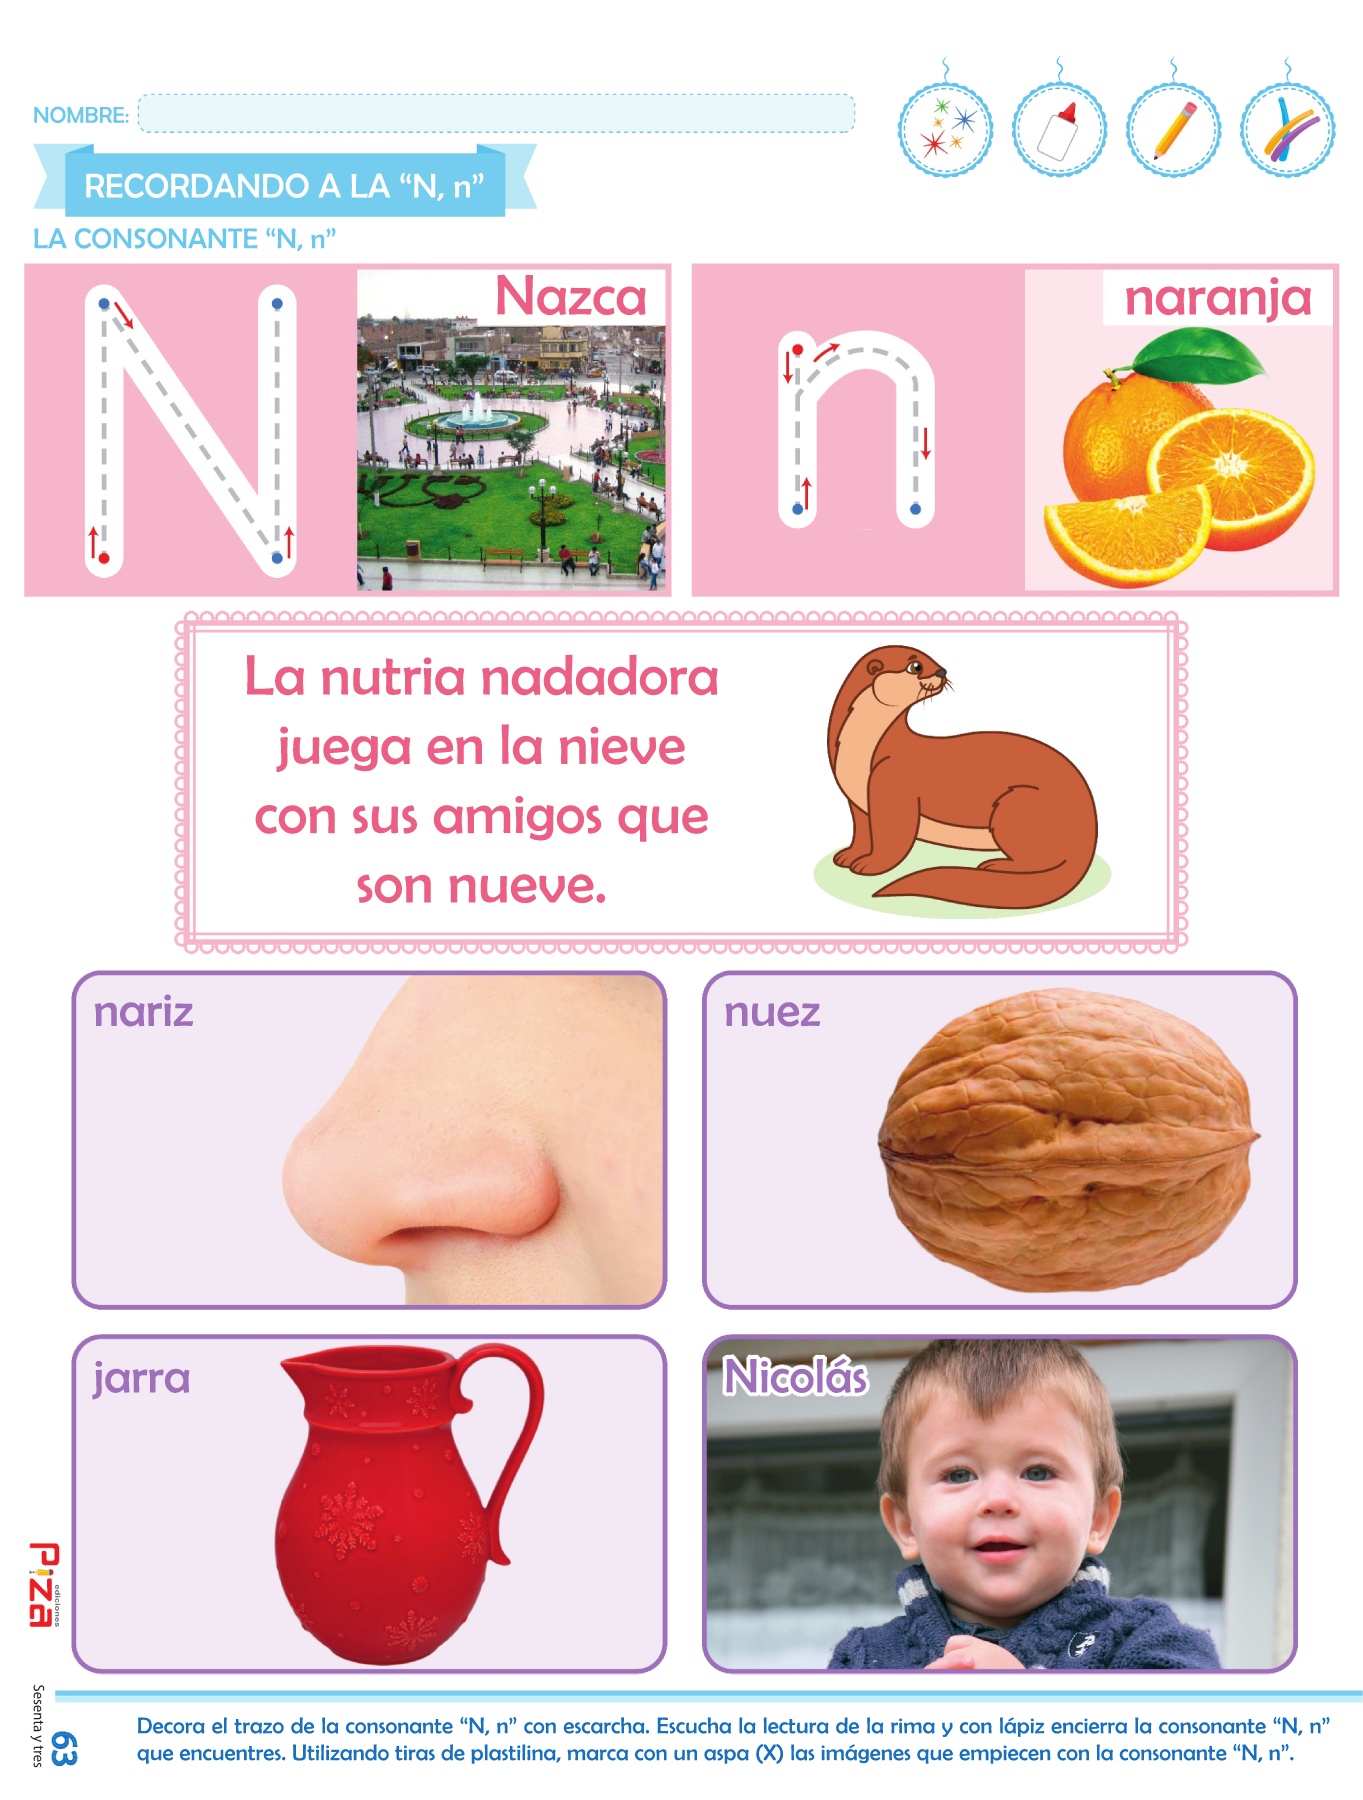 NOMBRE:
RECORDANDO A LA “N, n”
LA CONSONANTE “N, n”
N
Nazca
n
naranja
La nutria nadadora
juega en la nieve
con sus amigos que
son nueve.
nariz
nuez
jarra
Nicolás
Piza
ediciones
Sesenta y tres
63
Decora el trazo de la consonante “N, n” con escarcha. Escucha la lectura de la rima y con lápiz encierra la consonante “N, n”
que encuentres. Utilizando tiras de plastilina, marca con un aspa (X) las imágenes que empiecen con la consonante “N, n”.